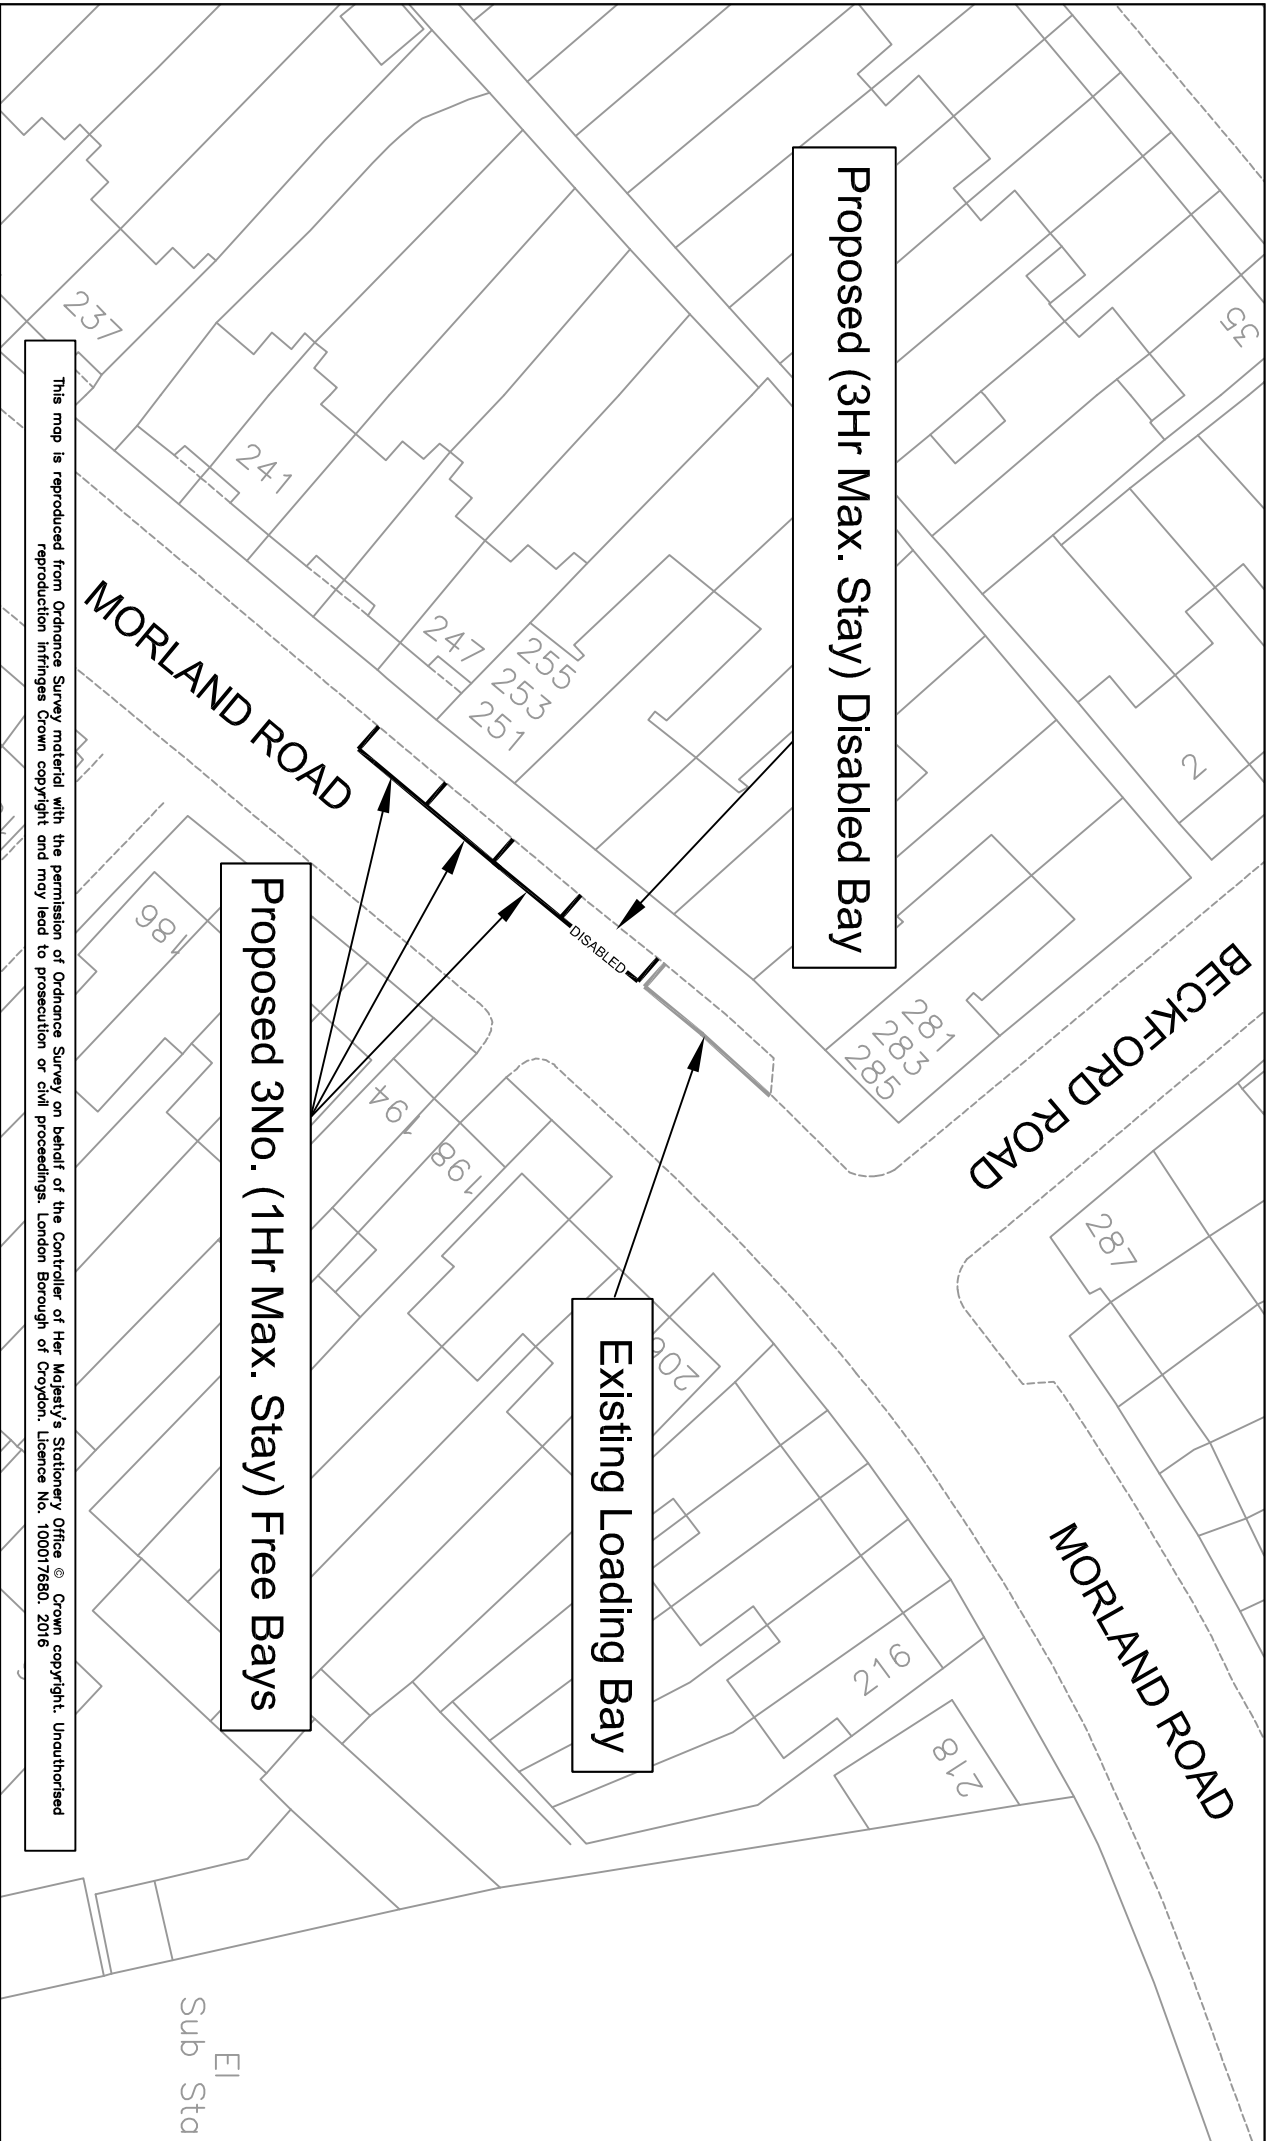 35
Proposed (3Hr Max. Stay) Disabled Bay
2
BECKFORD ROAD
237
241
247
255
253
251
281
283
285
287
MORLAND ROAD
MORLAND ROAD
DISABLED
Existing Loading Bay
186
194
198
206
216
218
Proposed 3No. (1Hr Max. Stay) Free Bays
El
Sub Sta
This map is reproduced from Ordnance Survey material with the permission of Ordnance Survey on behalf of the Controller of Her Majesty's Stationery Office © Crown copyright. Unauthorised
reproduction infringes Crown copyright and may lead to prosecution or civil proceedings. London Borough of Croydon. Licence No. 100017680. 2016